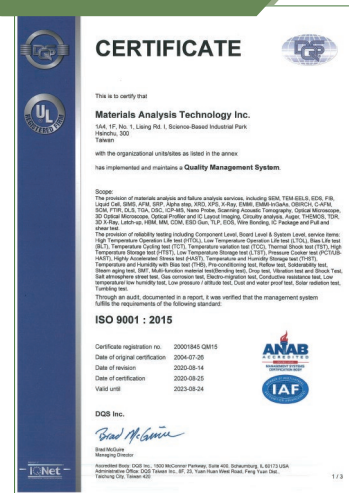 DQS
UL
REGISTERED FIRM
IQNet
CERTIFICATE
This is to certify that
Materials Analysis Technology Inc.
1A4, 1F, No. 1, Lising Rd. I, Science-Based Industrial Park
Hsinchu, 300
Taiwan
with the organizational units/sites as listed in the annex
has implemented and maintains a Quality Management System.
Scope:
The provision of materials analysis and failure analysis services, including SEM, TEM-EELS, EDS, FIB,
Liquid Cell, SIMS, AFM, SRP, Alpha step, XRD, XPS, X-Ray, EMMI, EMMI-InGaAs, OBIRCH, C-AFM,
SCM, FTIR, DLS, TGA, DSC, ICP-MS, Nano Probe, Scanning Acoustic Tomography, Optical Microscope,
3D Optical Microscope, Optical Profiler and IC Layout Imaging, Circuitry analysis, Auger, THEMOS, TDR,
3D X-Ray, Latch-up, HBM, MM, CDM, ESD Gun, TLP, EOS, Wire Bonding, IC Package and Pull and
shear test.
The provision of reliability testing including Component Level, Board Level & System Level, service items:
High Temperature Operation Life (HTOL), Low Temperature Operation Life (LTOL), Bias Life test
(BLT), Temperature Cycling test (TCT), Temperature variation test (TCC), Thermal Shock test (TST), High
Temperature Storage test (HTST), Low Temperature Storage test (LTST), Pressure Cooker test (PCT/UB-
HAST), Highly Accelerated Stress test (HAST), Temperature and Humidity Storage test (THST),
Temperature and Humidity with Bias test (THB), Pre-conditioning test, Reflow test, Solderability test,
Steam aging test, SMT, Multi-function material test(Bending test), Drop test, Vibration test and Shock Test,
Salt atmosphere street test, Gas corrosion test, Electro-migration test, Conductive resistance test, Low
temperature/ low humidity test, Low pressure / altitude test, Dust and water proof test, Solar radiation test,
Tumbling test.
Through an audit, documented in a report, it was verified that the management system
fulfills the requirements of the following standard:
ISO 9001 : 2015
Certificate registration no. 20001845 QM15
Date of original certification 2004-07-26
Date of revision 2020-08-14
Date of certification 2020-08-25
Valid until 2023-08-24
ANAB
ACCREDITED
MANAGEMENT SYSTEMS
CERTIFICATION BODY
IAF
DQS Inc.
Brad McGuire
Brad McGuire
Managing Director
Accredited Body: DQS Inc., 1500 McConnor Parkway, Suite 400, Schaumburg, IL 60173 USA
Administrative Office: DQS Taiwan Inc., 8F, 23, Yuan Huan West Road, Feng Yuan Dist.,
Taichung City, Taiwan 420
1 / 3